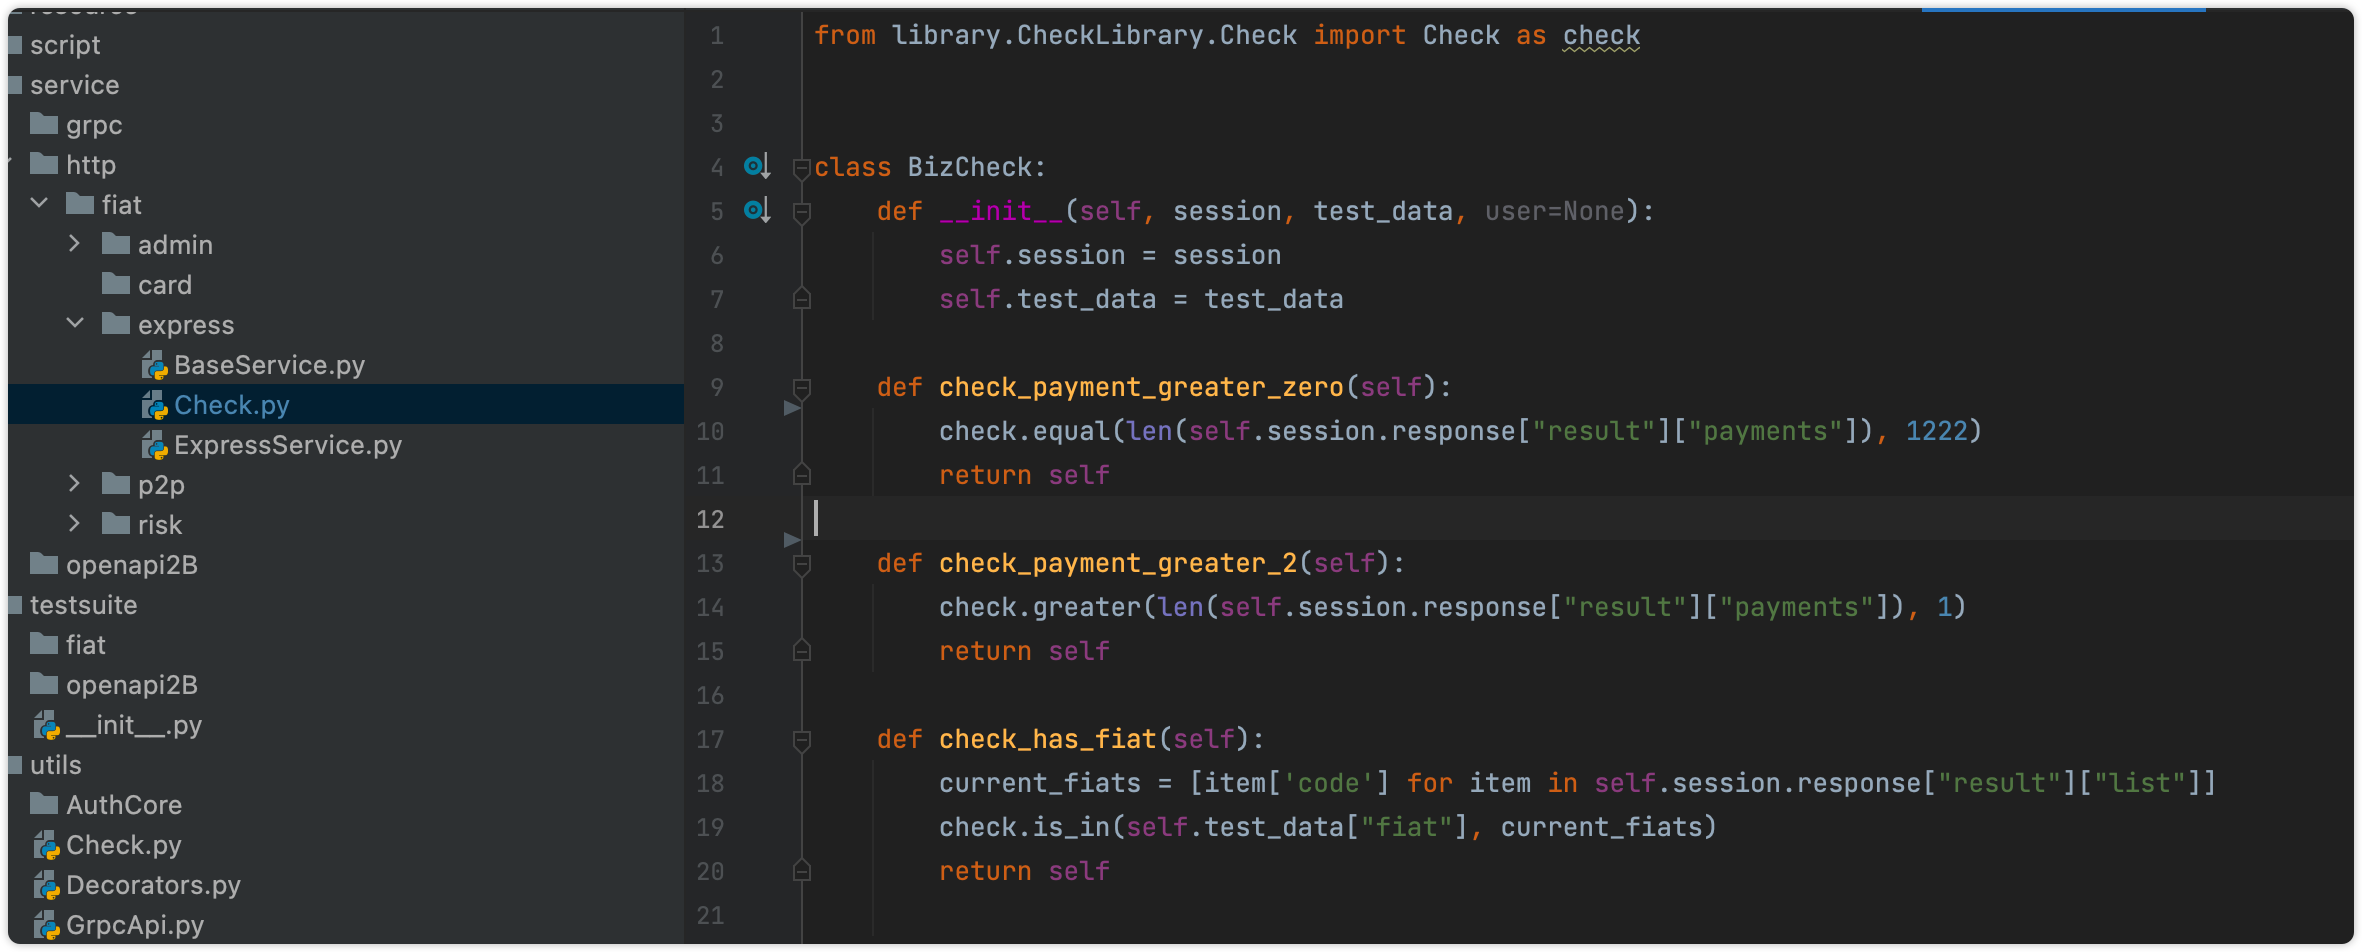 script
service
grpc
http
fiat
admin
card
express
BaseService.py
Check.py
ExpressService.py
p2p
risk
openapi2B
testsuite
fiat
openapi2B
__init__.py
utils
AuthCore
Check.py
Decorators.py
GrpcApi.py
1 from library.CheckLibrary.Check import Check as check
2
3
4 class BizCheck:
5     def __init__(self, session, test_data, user=None):
6         self.session = session
7         self.test_data = test_data
8
9     def check_payment_greater_zero(self):
10         check.equal(len(self.session.response["result"]["payments"]), 1222)
11         return self
12
13     def check_payment_greater_2(self):
14         check.greater(len(self.session.response["result"]["payments"]), 1)
15         return self
16
17     def check_has_fiat(self):
18         current_fiats = [item['code'] for item in self.session.response["result"]["list"]]
19         check.is_in(self.test_data["fiat"], current_fiats)
20         return self
21